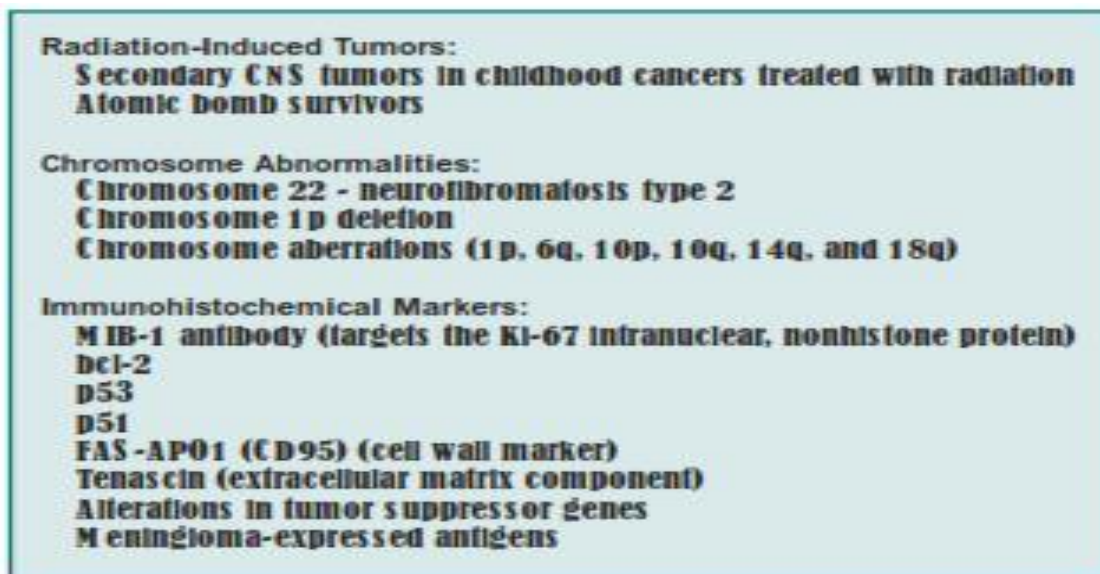 Radiation-Induced Tumors:
Secondary CNS tumors in childhood cancers treated with radiation
Atomic bomb survivors
Chromosome Abnormalities:
Chromosome 22 - neurofibromatosis type 2
Chromosome 1p deletion
Chromosome aberrations (1p, 6q, 10p, 10q, 14q, and 18q)
Immunohistochemical Markers:
MIB-1 antibody (targets the Ki-67 intranuclear, nonhistone protein)
bcl-2
p53
p51
FAS-APO1 (CD95) (cell wall marker)
Tenascin (extracellular matrix component)
Alterations in tumor suppressor genes
Meningioma-expressed antigens